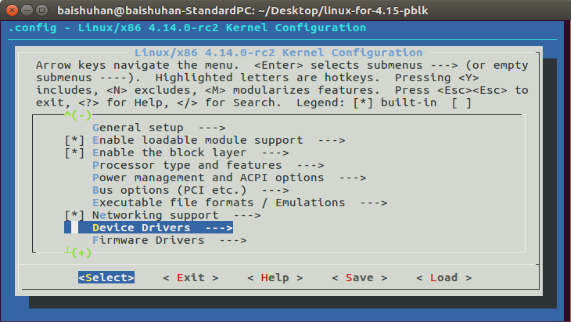 baishuhan@baishuhan-StandardPC: ~/Desktop/linux-for-4.15-pblk
.config - Linux/x86 4.14.0-rc2 Kernel Configuration
Linux/x86 4.14.0-rc2 Kernel Configuration
Arrow keys navigate the menu.  <Enter> selects submenus ---> (or empty
submenus ----).  Highlighted letters are hotkeys.  Pressing <Y>
includes, <N> excludes, <M> modularizes features.  Press <Esc><Esc> to
exit, <?> for Help, </> for Search.  Legend: [*] built-in  [ ]
^(-)
General setup  --->
[*] Enable loadable module support  --->
[*] Enable the block layer  --->
Processor type and features  --->
Power management and ACPI options  --->
Bus options (PCI etc.)  --->
Executable file formats / Emulations  --->
[*] Networking support  --->
Device Drivers  --->
Firmware Drivers  --->
┴(+)
<Select>    < Exit >    < Help >    < Save >    < Load >